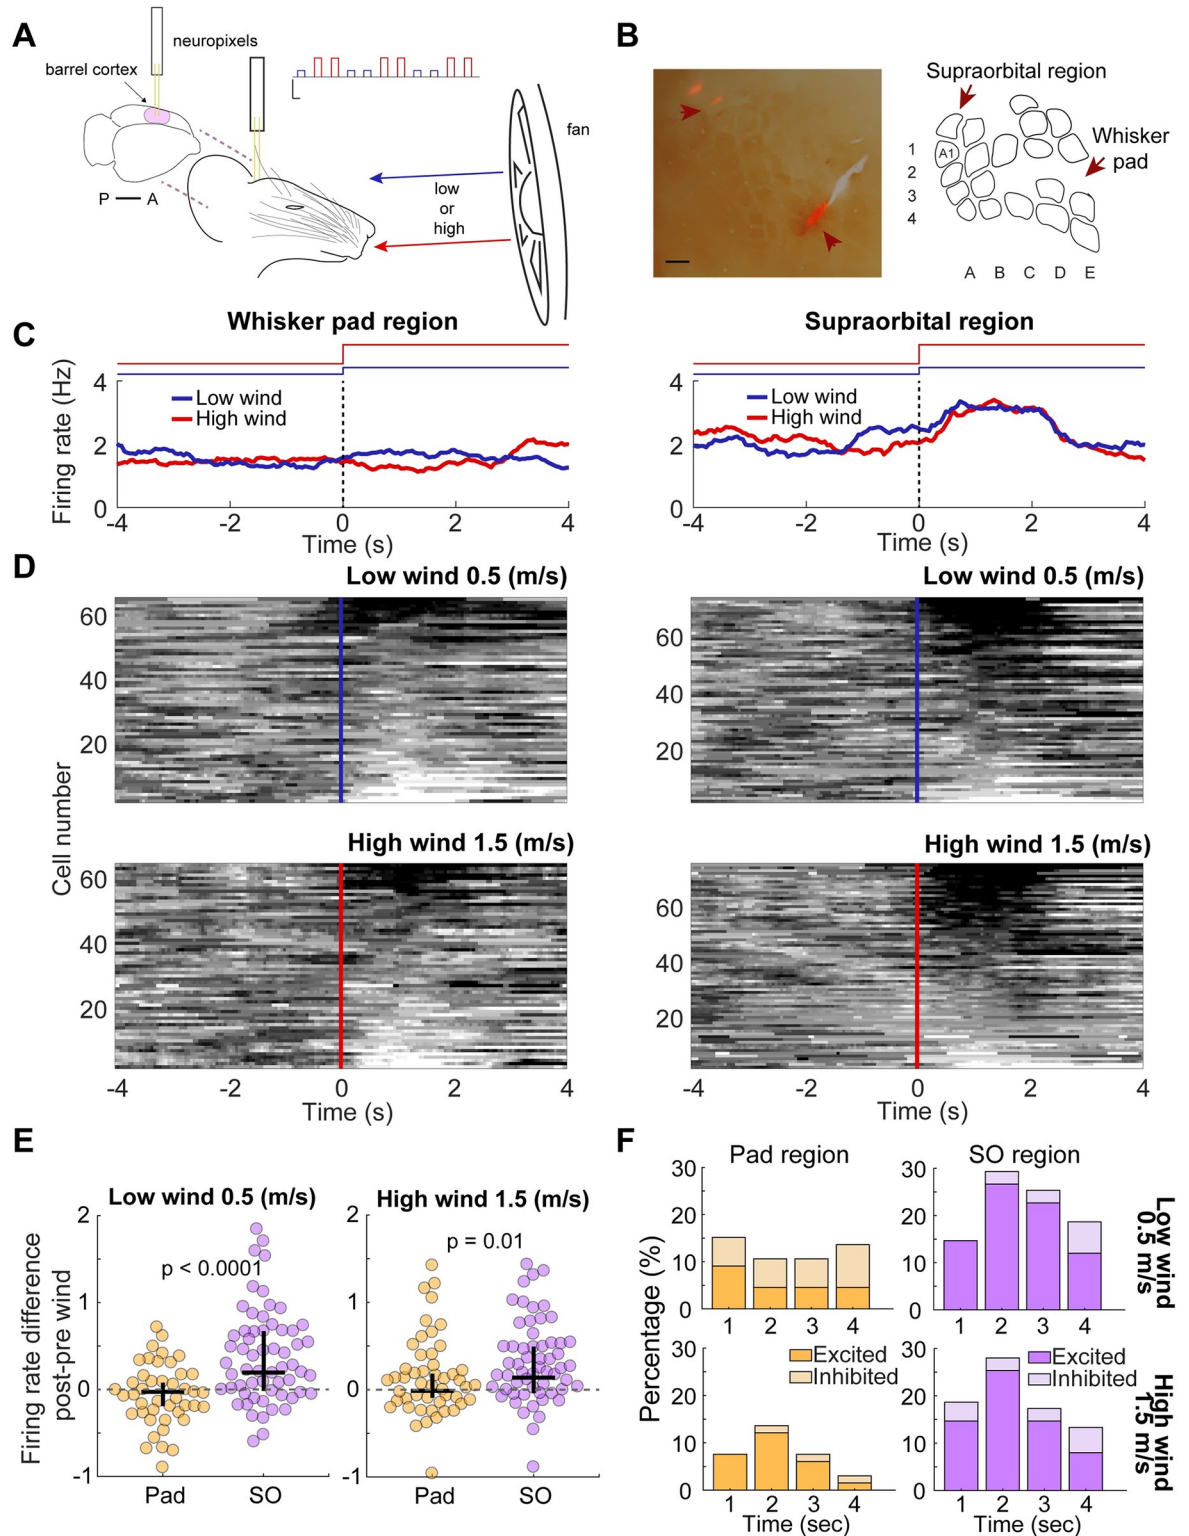 A
neuropixels
barrel cortex
P — A
low
or
high
fan
B
Supraorbital region
Whisker
pad
A1
1
2
3
4
A B C D E
C
Whisker pad region
Supraorbital region
Firing rate (Hz)
4
2
0
Low wind
High wind
-4 -2 0 2 4
Time (s)
4
2
0
Low wind
High wind
-4 -2 0 2 4
Time (s)
D
Cell number
Low wind 0.5 (m/s)
60
40
20
Low wind 0.5 (m/s)
60
40
20
High wind 1.5 (m/s)
60
40
20
-4 -2 0 2 4
Time (s)
High wind 1.5 (m/s)
60
40
20
-4 -2 0 2 4
Time (s)
E
Firing rate difference
post-pre wind
Low wind 0.5 (m/s)
2
1
0
-1
p < 0.0001
Pad SO
High wind 1.5 (m/s)
2
1
0
-1
p = 0.01
Pad SO
F
Percentage (%)
Pad region
30
20
10
0
1 2 3 4
SO region
30
20
10
0
1 2 3 4
Low wind
0.5 m/s
30
20
10
0
Excited
Inhibited
1 2 3 4
Time (sec)
30
20
10
0
Excited
Inhibited
1 2 3 4
Time (sec)
High wind
1.5 m/s